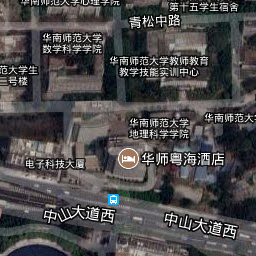 华南师范大学心理学院
第十五学生宿舍
青松中路
华南师范大学
数学科学学院
华南师范大学教师教育
教学技能实训中心
范大学生
二号楼
华南师范大学
地理科学学院
华南师范大
电子科技大厦
华师粤海酒店
中山大道西
中山大道西